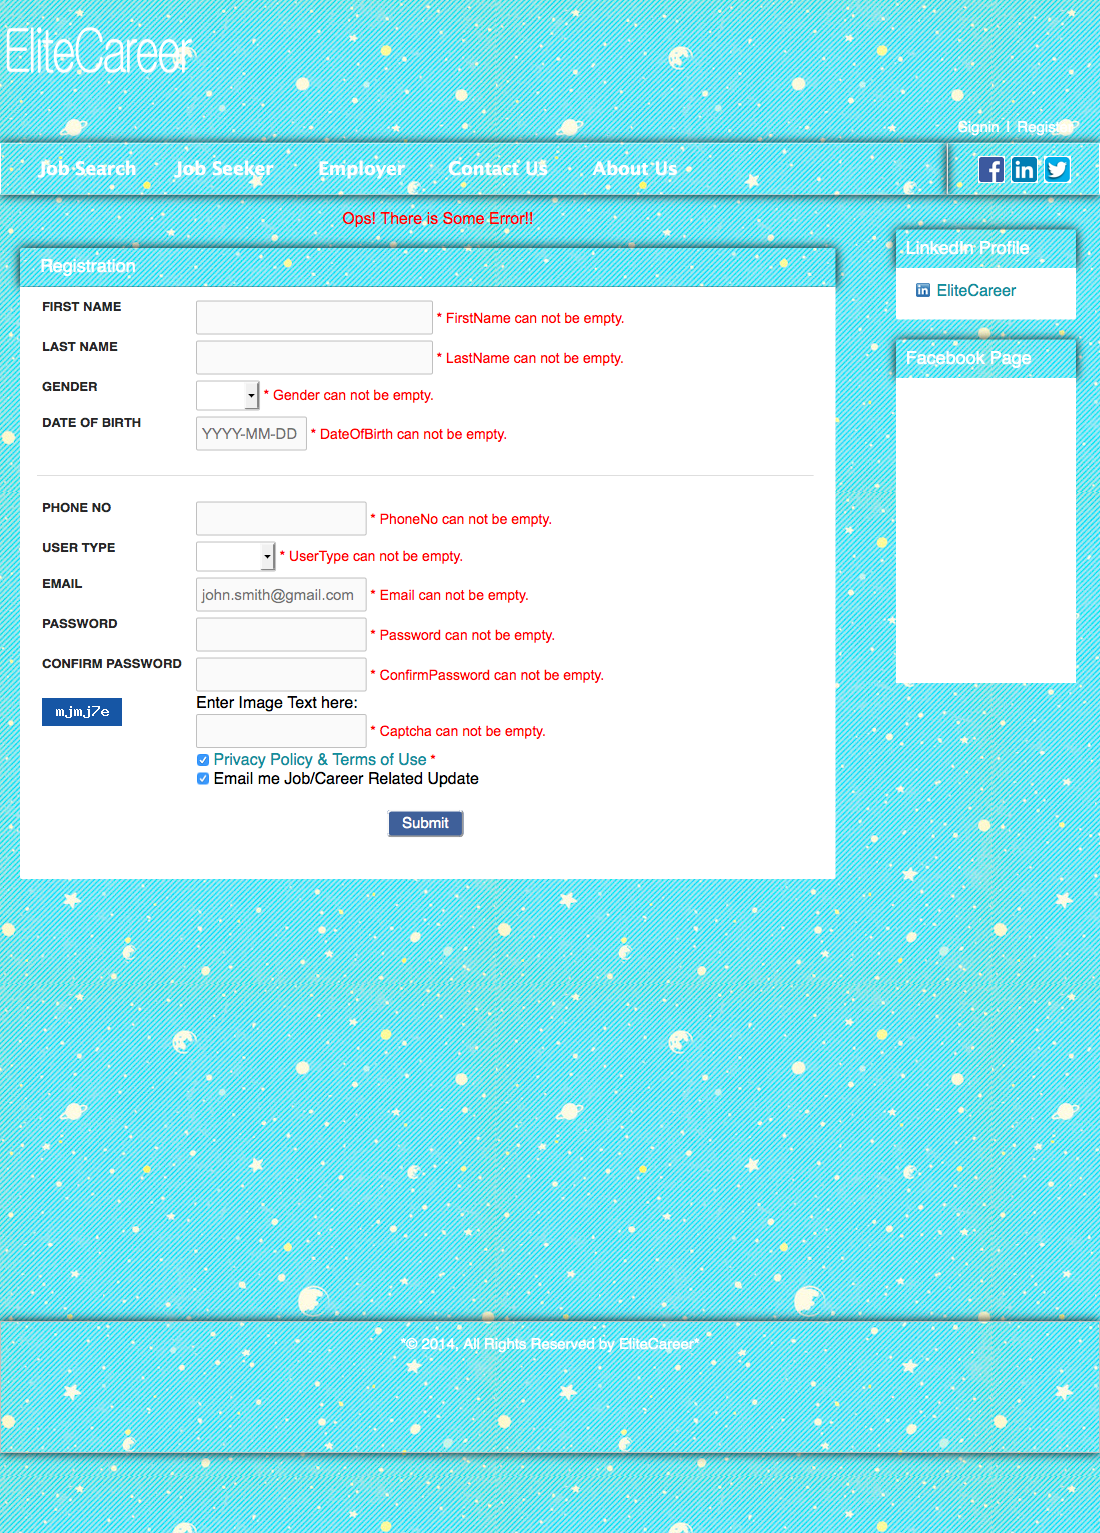 EliteCareer
Signin | Register
Job Search Job Seeker Employer Contact US About Us
Ops! There is Some Error!!
Registration
FIRST NAME * FirstName can not be empty.
LAST NAME * LastName can not be empty.
GENDER * Gender can not be empty.
DATE OF BIRTH YYYY-MM-DD * DateOfBirth can not be empty.
PHONE NO * PhoneNo can not be empty.
USER TYPE * UserType can not be empty.
EMAIL john.smith@gmail.com * Email can not be empty.
PASSWORD * Password can not be empty.
CONFIRM PASSWORD * ConfirmPassword can not be empty.
mjmj7e Enter Image Text here:
* Captcha can not be empty.
Privacy Policy & Terms of Use *
Email me Job/Career Related Update
Submit
LinkedIn Profile
EliteCareer
Facebook Page
"© 2014, All Rights Reserved by EliteCareer"